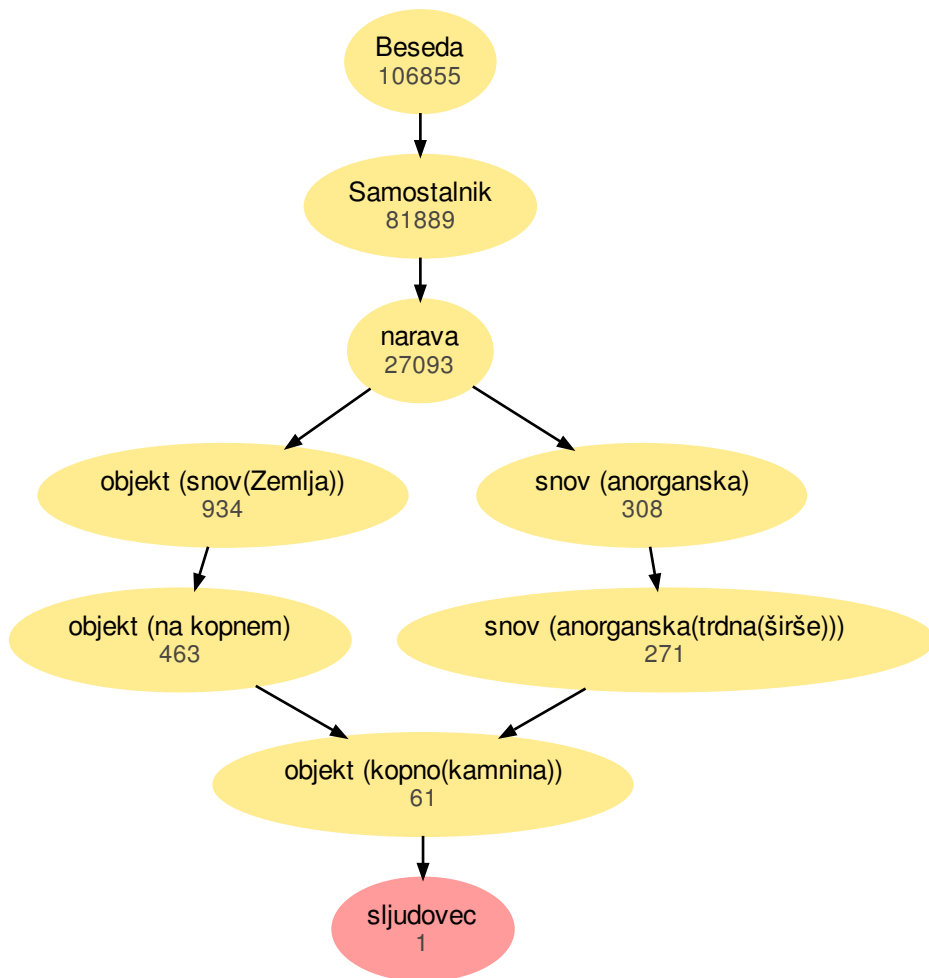 Beseda
106855
Samostalnik
81889
narava
27093
objekt (snov(Zemlja))
934
snov (anorganska)
308
objekt (na kopnem)
463
snov (anorganska(trdna(širše)))
271
objekt (kopno(kamnina))
61
sljudovec
1